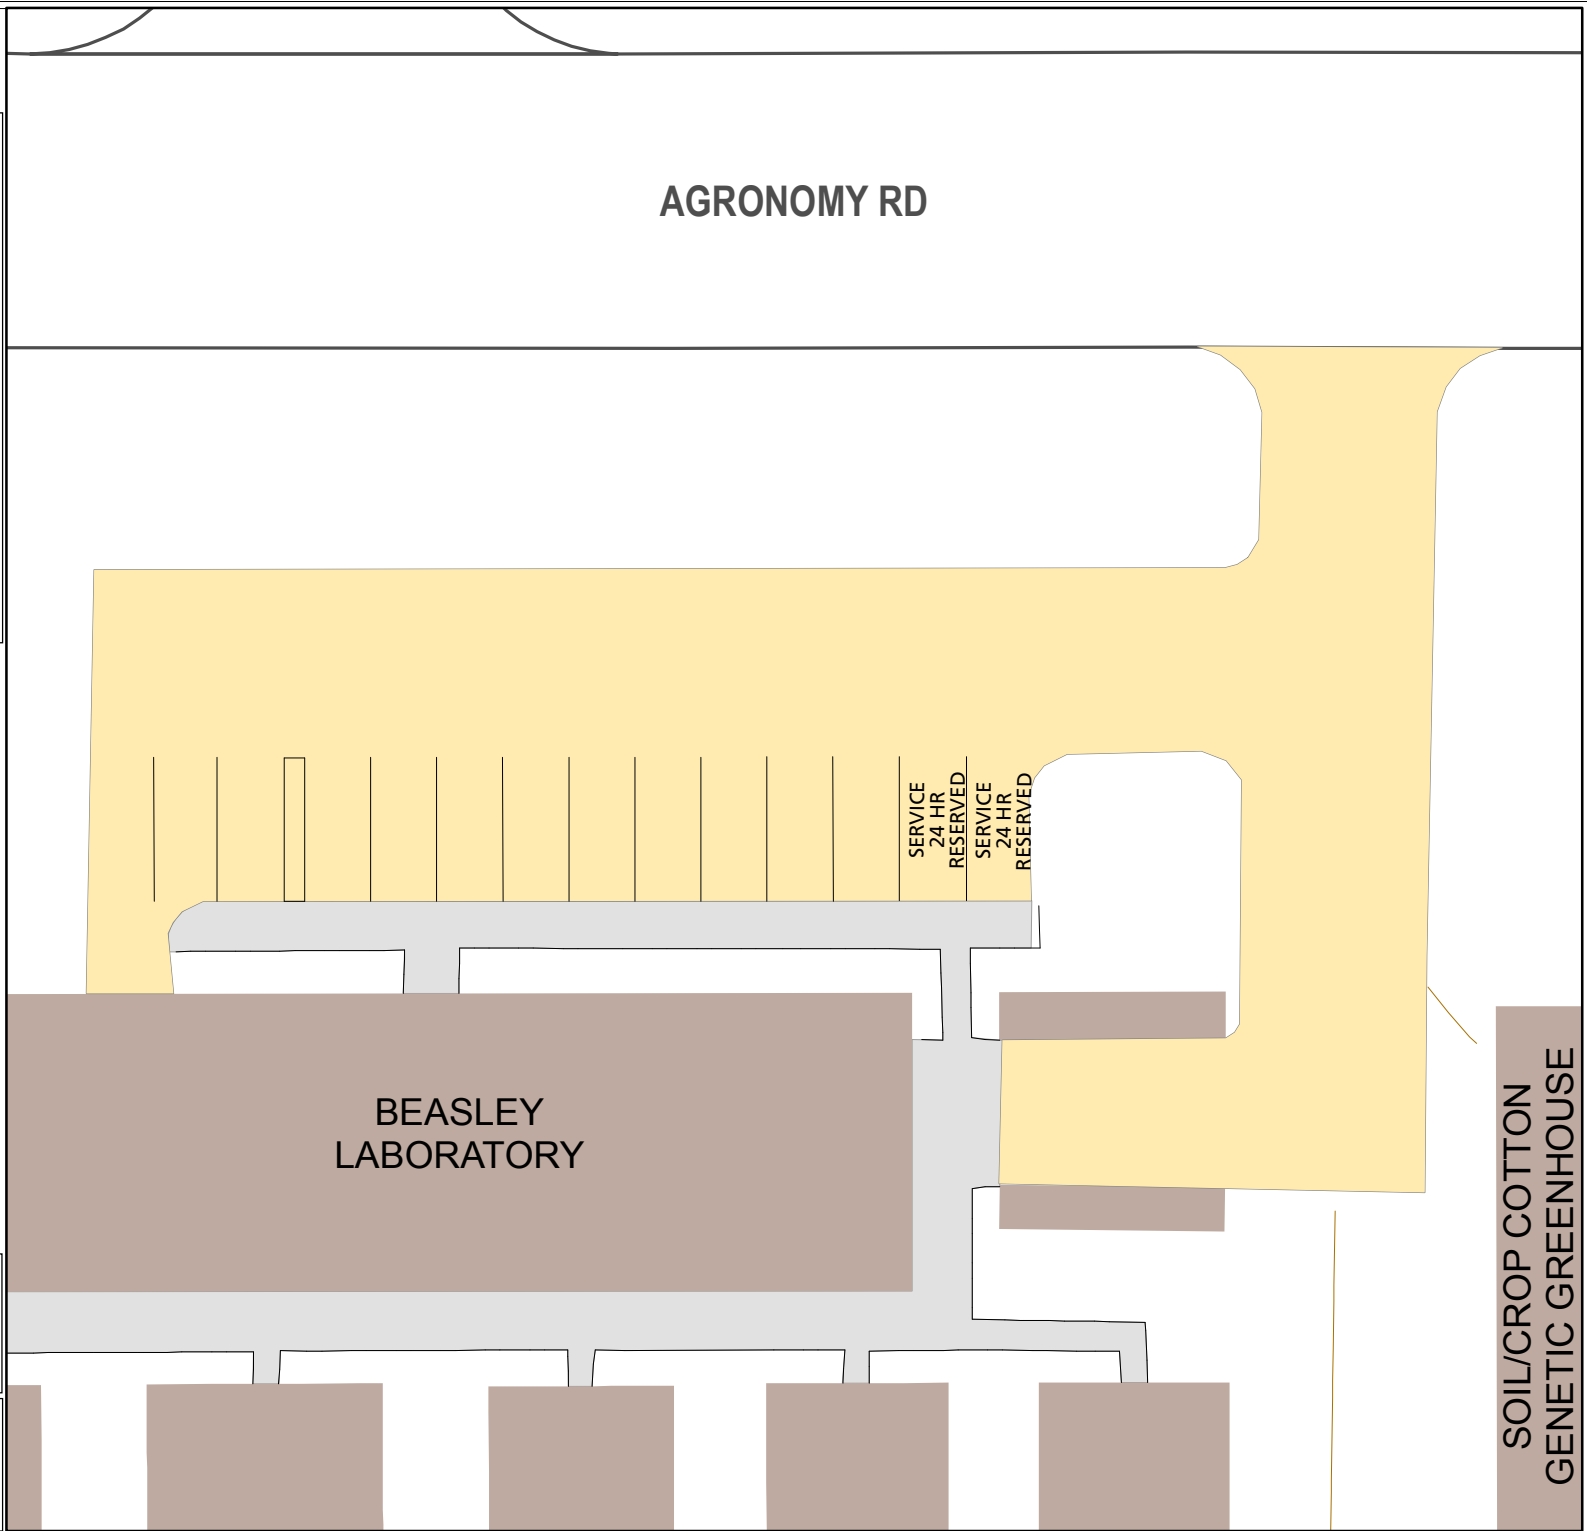 AGRONOMY RD
SERVICE
24 HR
RESERVED
SERVICE
24 HR
RESERVED
BEASLEY
LABORATORY
SOIL/CROP COTTON
GENETIC GREENHOUSE